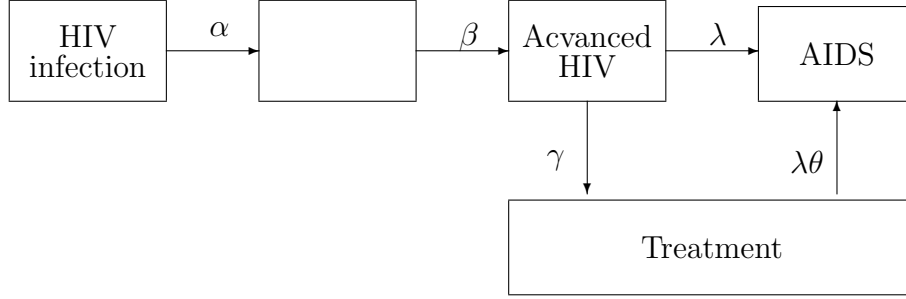 HIV
infection
α
β
Acvanced
HIV
λ
AIDS
γ
λθ
Treatment